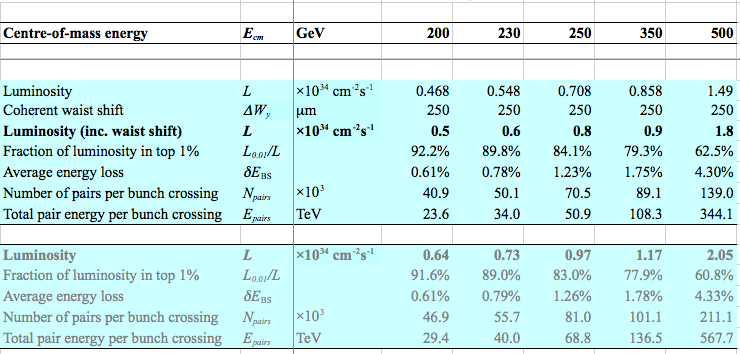 Centre-of-mass energy E_cm GeV 200 230 250 350 500
Luminosity L ×10³⁴ cm⁻²s⁻¹ 0.468 0.548 0.708 0.858 1.49
Coherent waist shift ΔW_y μm 250 250 250 250 250
Luminosity (inc. waist shift) L ×10³⁴ cm⁻²s⁻¹ 0.5 0.6 0.8 0.9 1.8
Fraction of luminosity in top 1% L₀.₀₁/L 92.2% 89.8% 84.1% 79.3% 62.5%
Average energy loss δE_BS 0.61% 0.78% 1.23% 1.75% 4.30%
Number of pairs per bunch crossing N_pairs ×10³ 40.9 50.1 70.5 89.1 139.0
Total pair energy per bunch crossing E_pairs TeV 23.6 34.0 50.9 108.3 344.1
Luminosity L ×10³⁴ cm⁻²s⁻¹ 0.64 0.73 0.97 1.17 2.05
Fraction of luminosity in top 1% L₀.₀₁/L 91.6% 89.0% 83.0% 77.9% 60.8%
Average energy loss δE_BS 0.61% 0.79% 1.26% 1.78% 4.33%
Number of pairs per bunch crossing N_pairs ×10³ 46.9 55.7 81.0 101.1 211.1
Total pair energy per bunch crossing E_pairs TeV 29.4 40.0 68.8 136.5 567.7